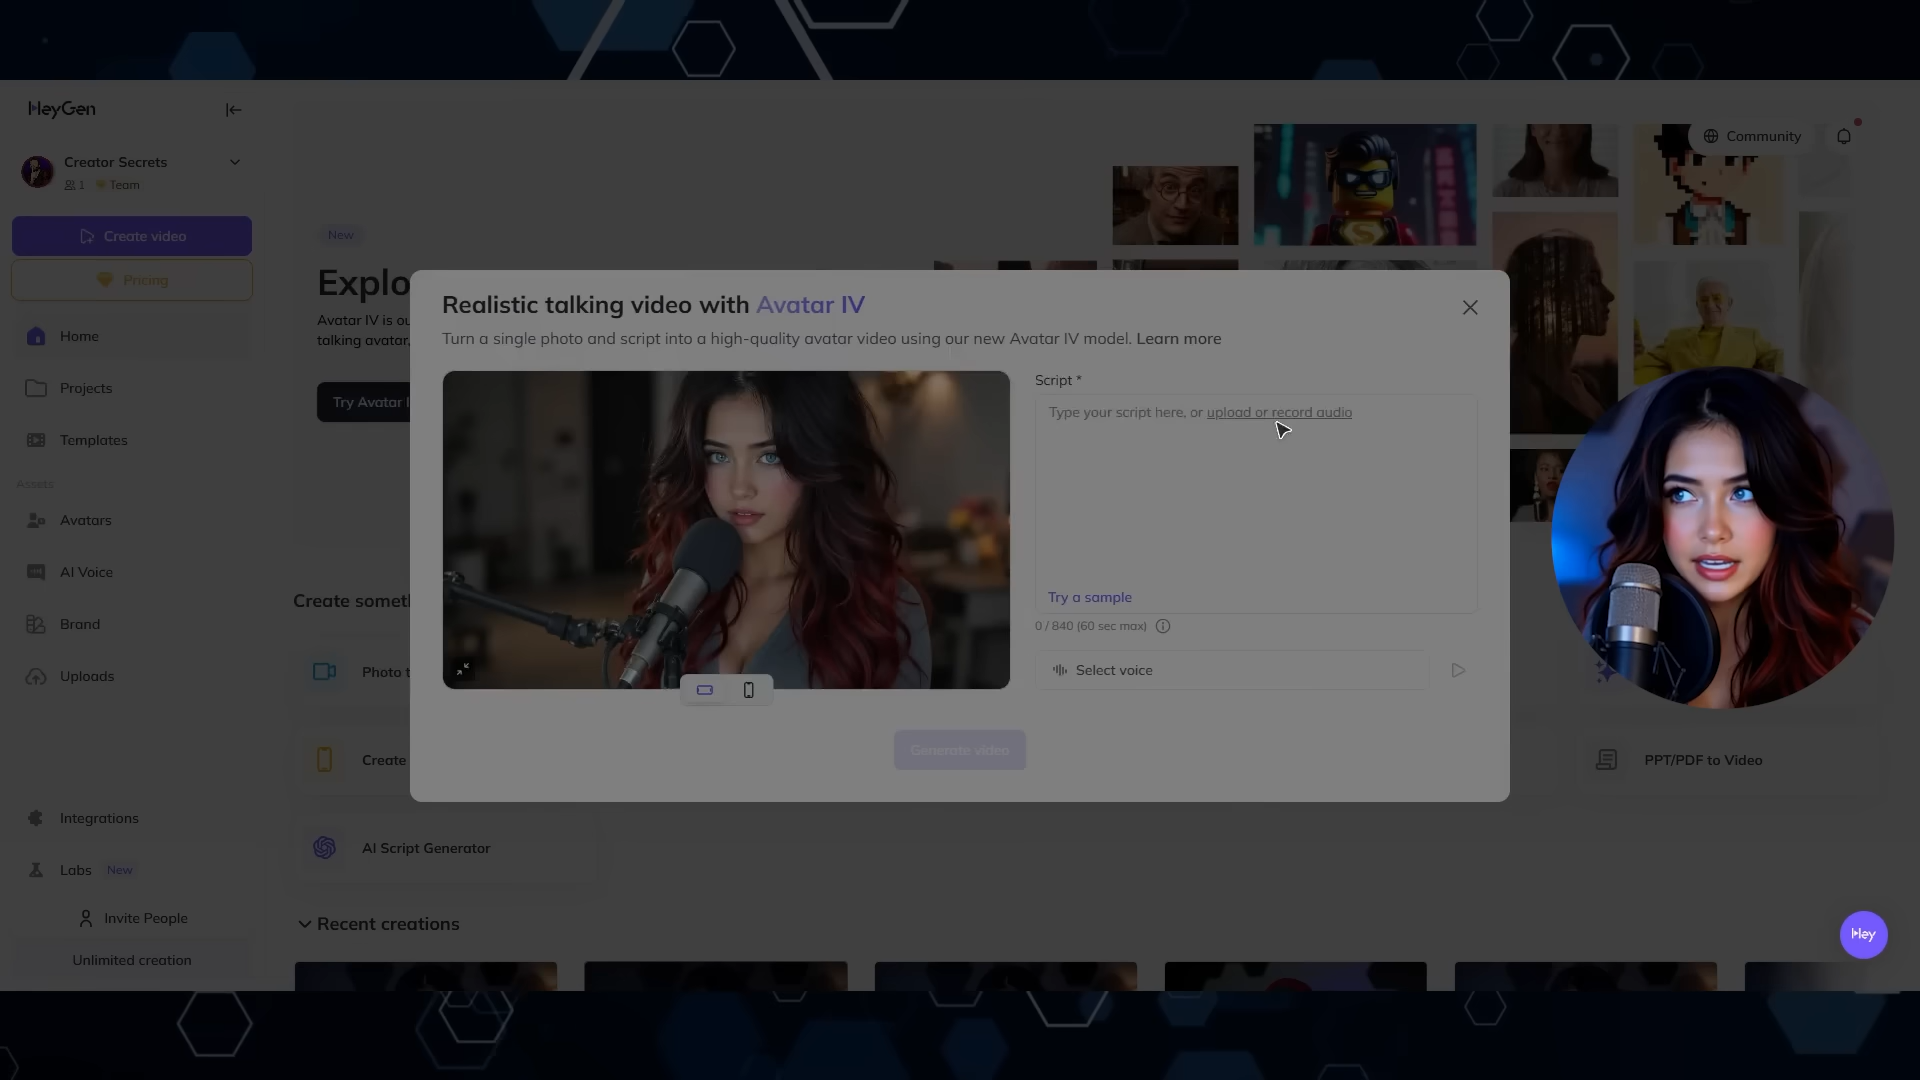 HeyGen
Creator Secrets
1 Team
Create video
Pricing
Home
Projects
Templates
Assets
Avatars
AI Voice
Brand
Uploads
Integrations
Labs New
Invite People
Unlimited creation
Community
New
Explo
Avatar IV is ou
talking avatar,
Try Avatar I
Realistic talking video with Avatar IV
Turn a single photo and script into a high-quality avatar video using our new Avatar IV model. Learn more
Script *
Type your script here, or upload or record audio
Try a sample
0 / 840 (60 sec max)
Select voice
Generate video
Create someth
Photo t
Create
PPT/PDF to Video
AI Script Generator
Recent creations
Hey